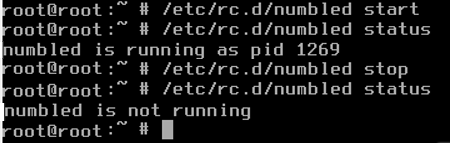 root@root:~ # /etc/rc.d/numbled start
root@root:~ # /etc/rc.d/numbled status
numbled is running as pid 1269
root@root:~ # /etc/rc.d/numbled stop
root@root:~ # /etc/rc.d/numbled status
numbled is not running
root@root:~ #